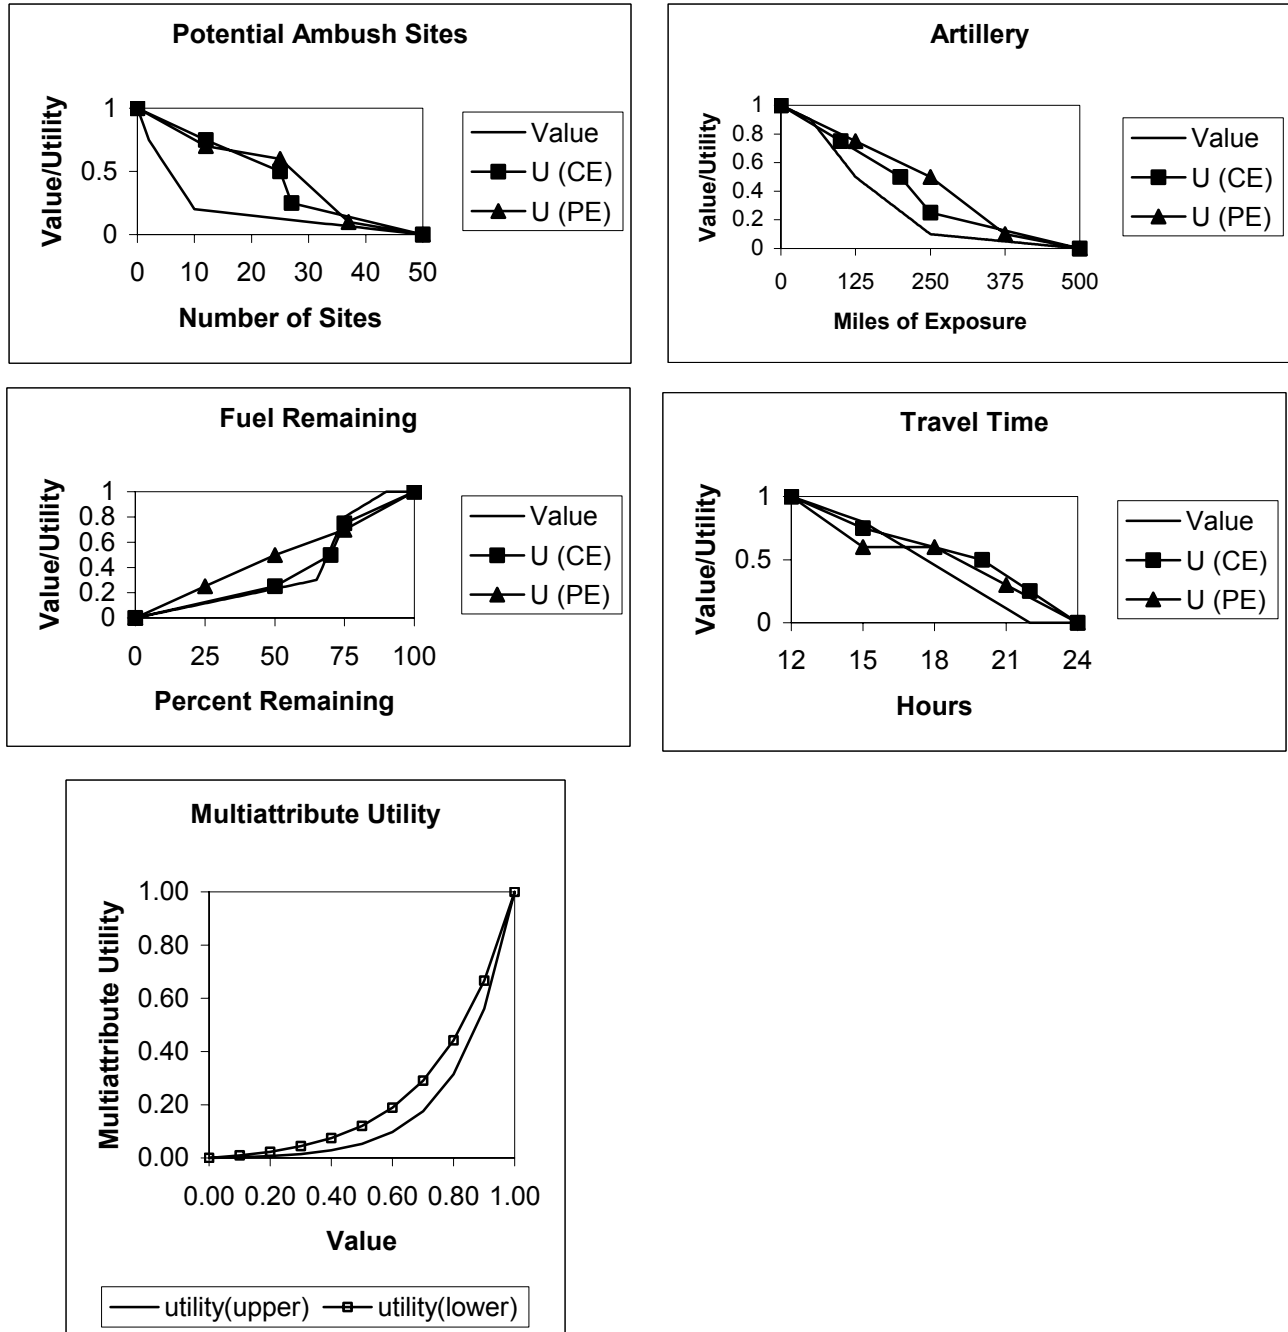 Potential Ambush Sites
Value/Utility
1
0.5
0
0 10 20 30 40 50
Number of Sites
Value
U (CE)
U (PE)
Artillery
Value/Utility
1
0.8
0.6
0.4
0.2
0
0 125 250 375 500
Miles of Exposure
Value
U (CE)
U (PE)
Fuel Remaining
Value/Utility
1
0.8
0.6
0.4
0.2
0
0 25 50 75 100
Percent Remaining
Value
U (CE)
U (PE)
Travel Time
Value/Utility
1
0.5
0
12 15 18 21 24
Hours
Value
U (CE)
U (PE)
Multiattribute Utility
Multiattribute Utility
1.00
0.80
0.60
0.40
0.20
0.00
0.00 0.20 0.40 0.60 0.80 1.00
Value
utility(upper) utility(lower)